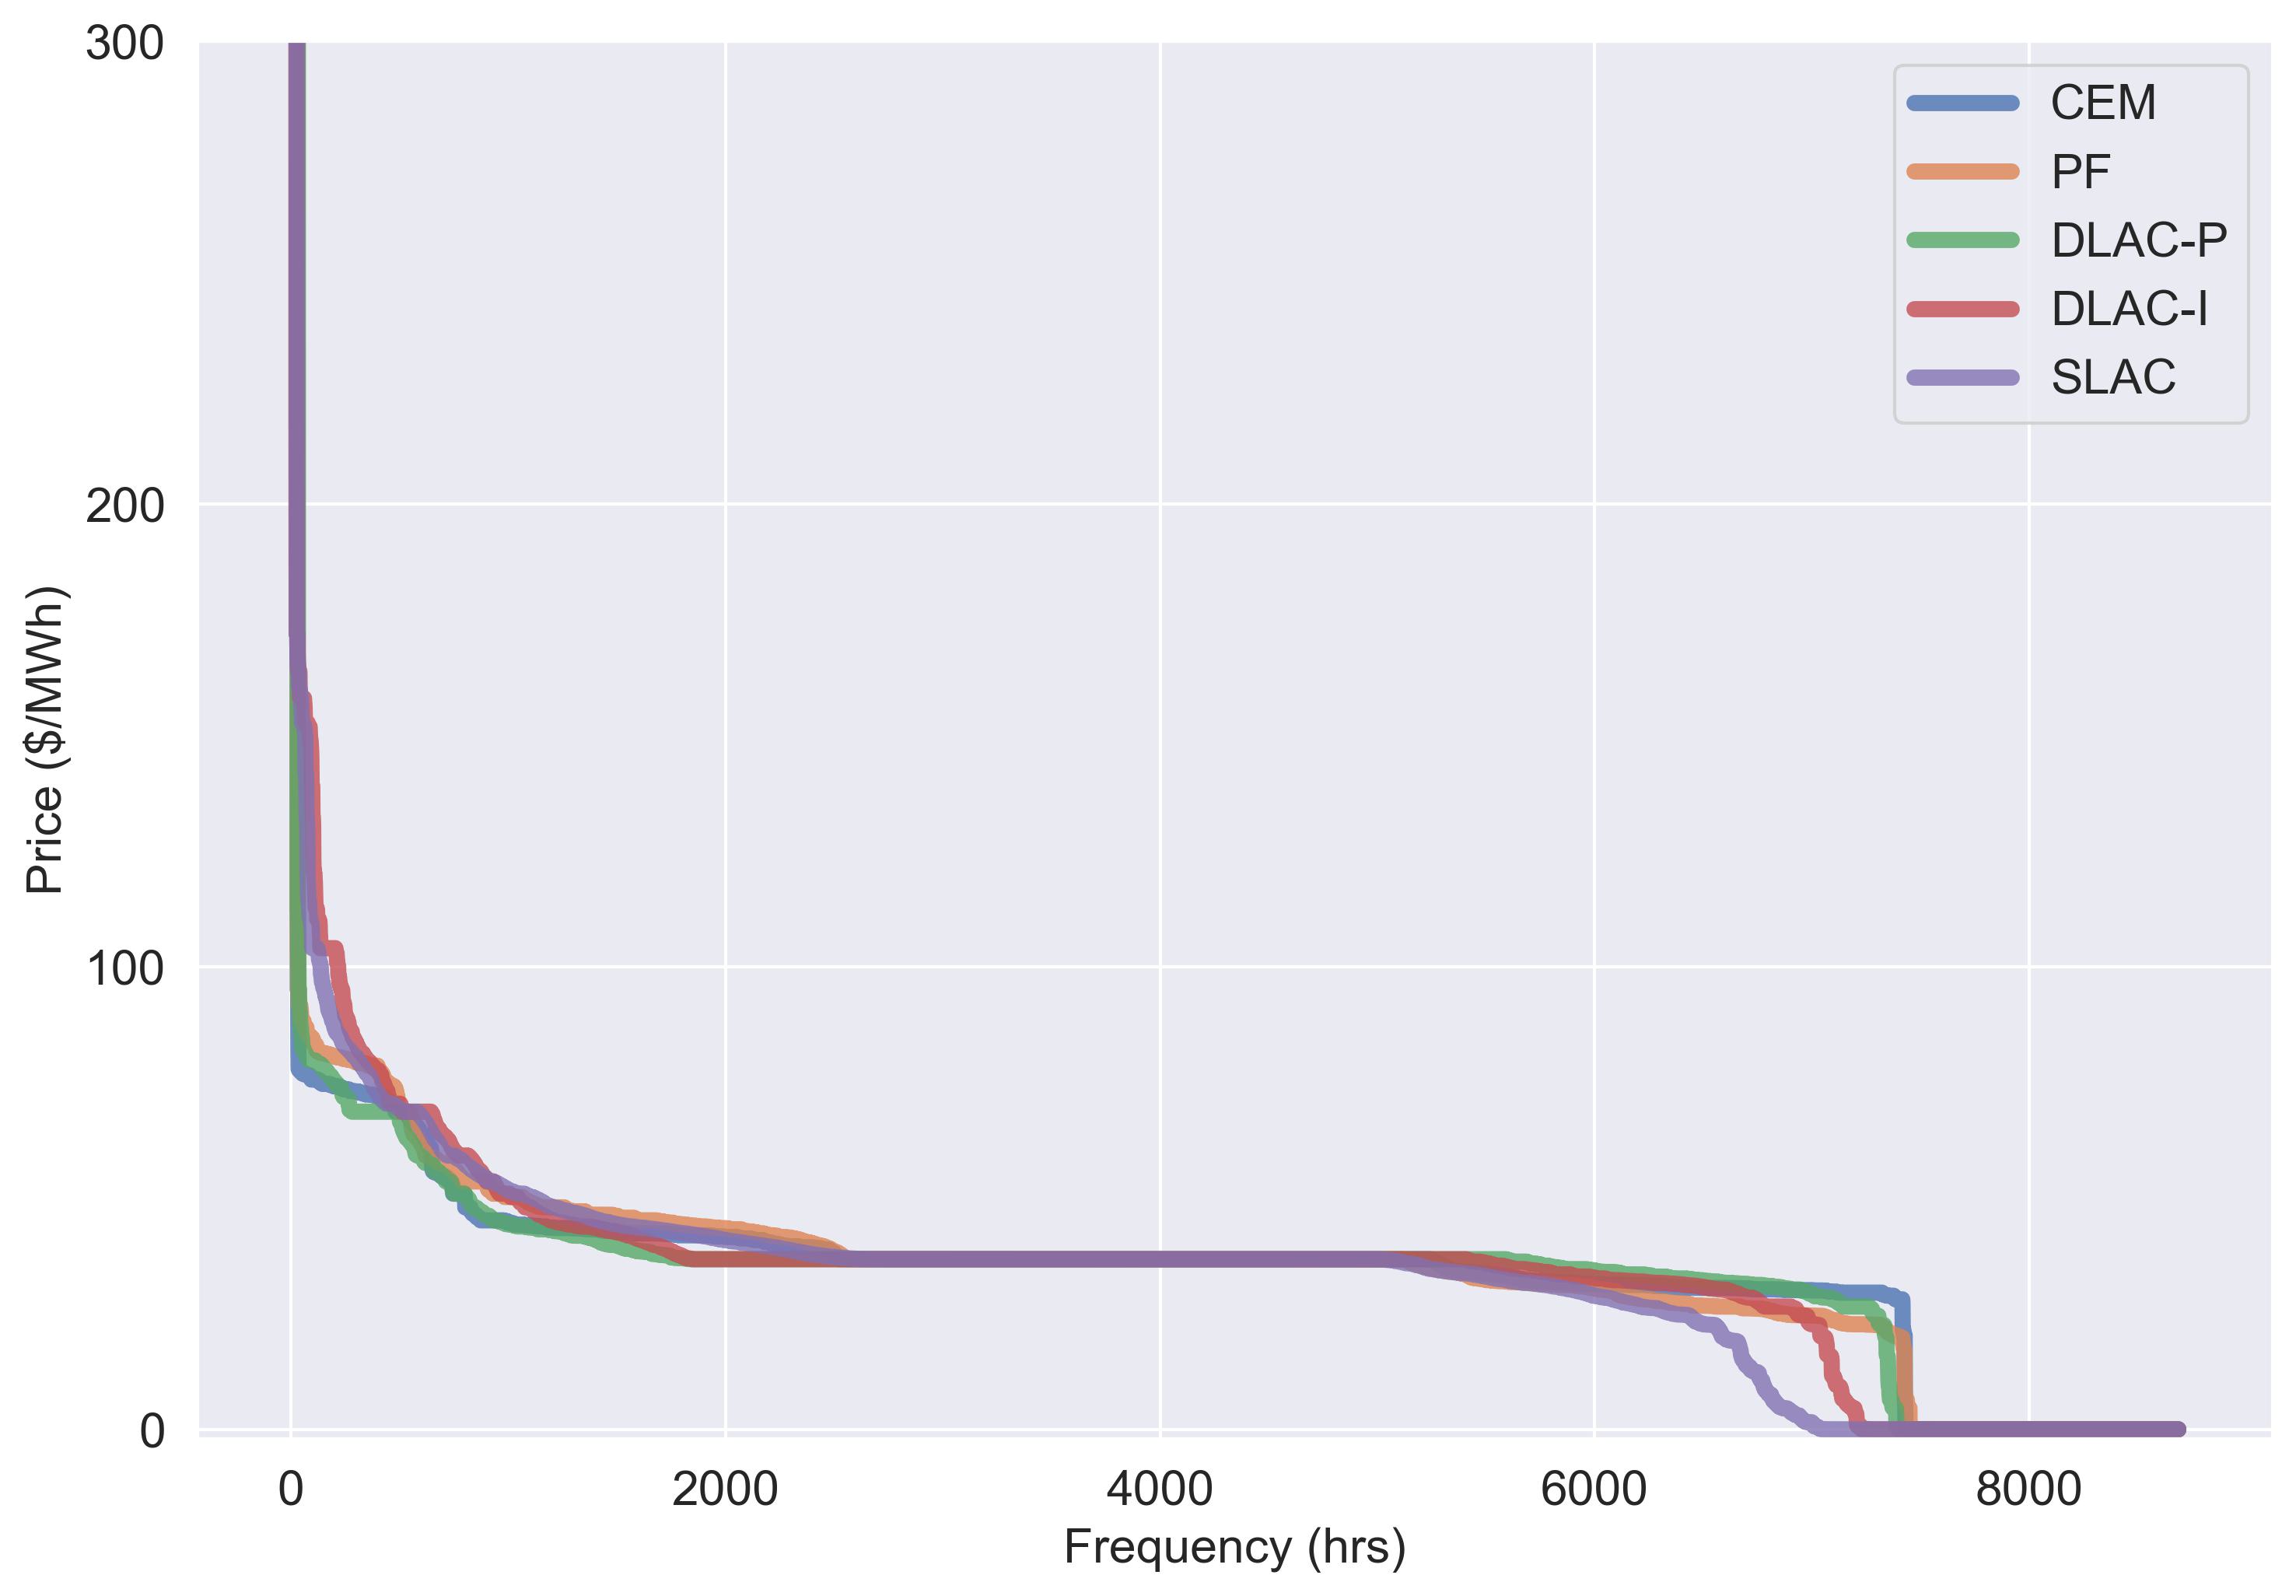 300
200
100
0
Price ($/MWh)
CEM
PF
DLAC-P
DLAC-I
SLAC
0
2000
4000
6000
8000
Frequency (hrs)